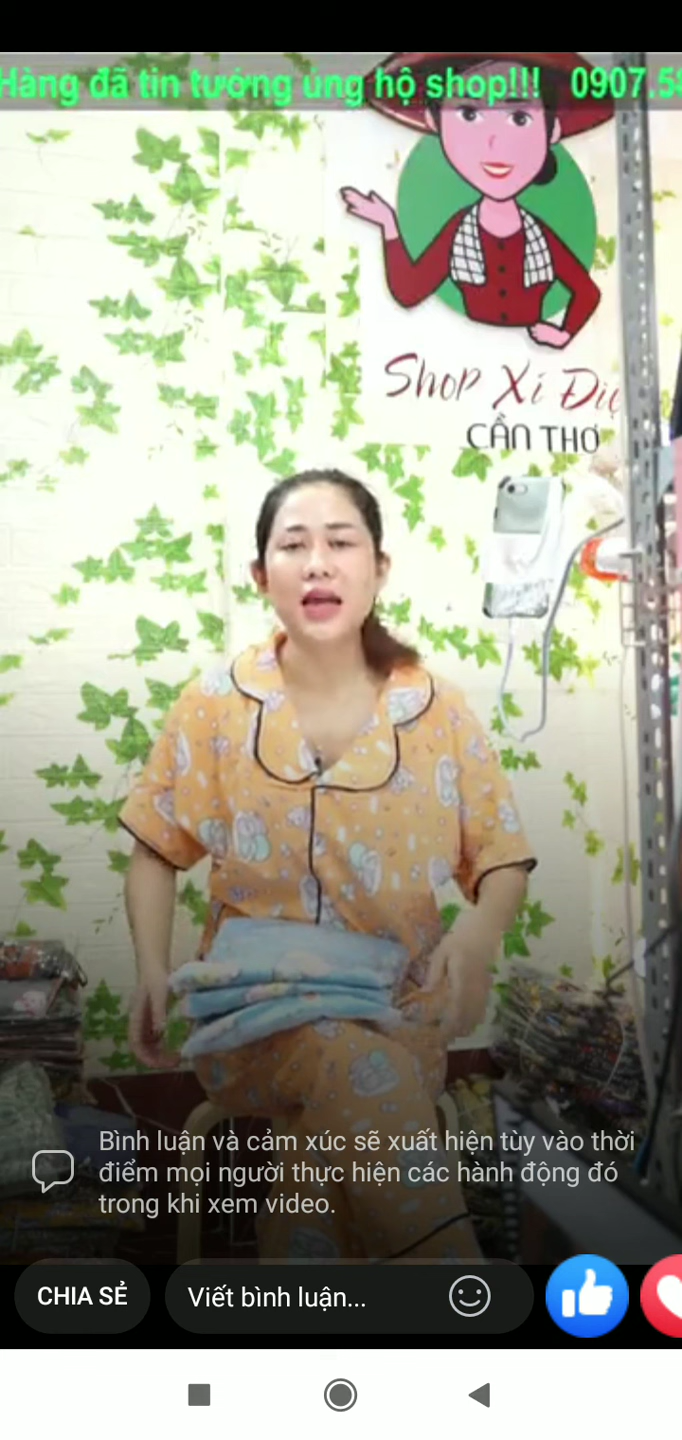 Hàng đã tin tưởng ủng hộ shop!!! 0907.5
Shop Xí
CẦN THƠ
Bình luận và cảm xúc sẽ xuất hiện tùy vào thời
điểm mọi người thực hiện các hành động đó
trong khi xem video.
CHIA SẺ
Viết bình luận...